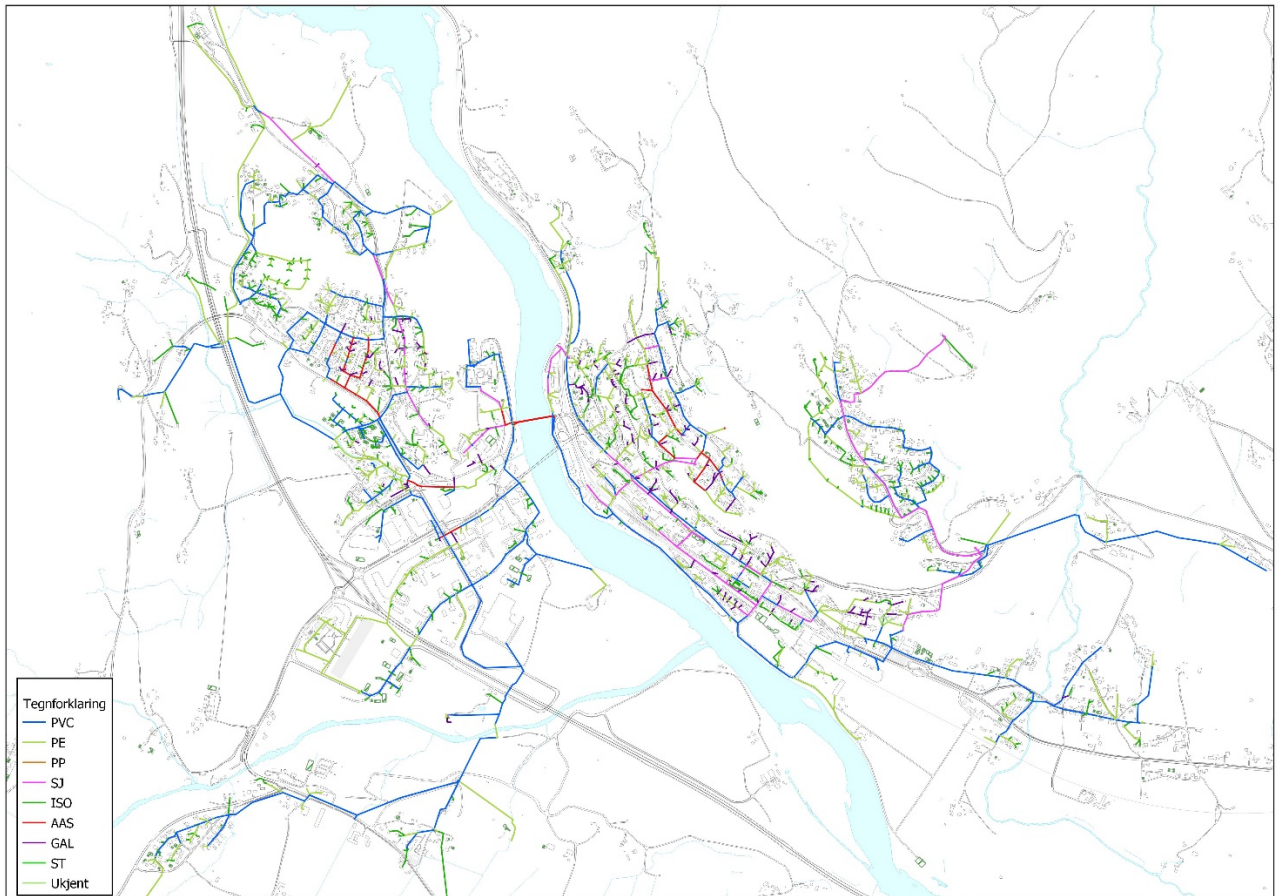 Tegnforklaring
PVC
PE
PP
SJ
ISO
AAS
GAL
ST
Ukjent